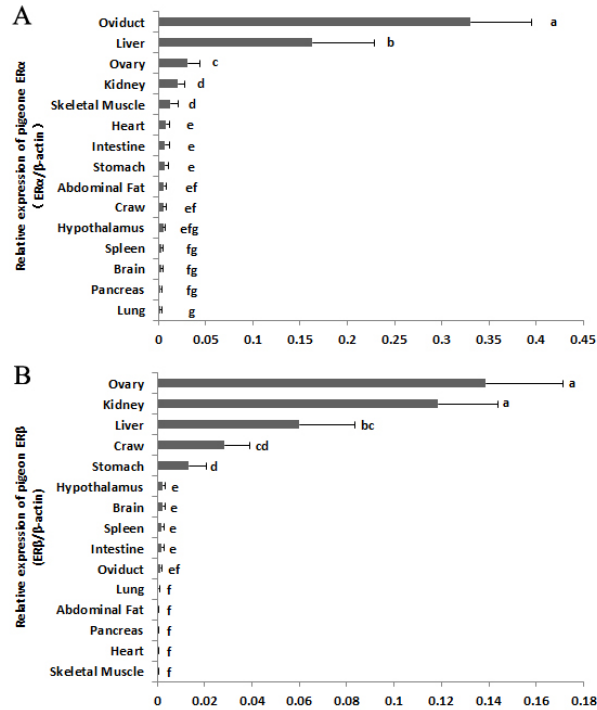 A
Relative expression of pigeone ERα
( ERα/β-actin )
Oviduct a
Liver b
Ovary c
Kidney d
Skeletal Muscle d
Heart e
Intestine e
Stomach e
Abdominal Fat ef
Craw ef
Hypothalamus efg
Spleen fg
Brain fg
Pancreas fg
Lung g
0 0.05 0.1 0.15 0.2 0.25 0.3 0.35 0.4 0.45
B
Relative expression of pigeon ERβ
(ERβ/β-actin)
Ovary a
Kidney a
Liver bc
Craw cd
Stomach d
Hypothalamus e
Brain e
Spleen e
Intestine e
Oviduct ef
Lung f
Abdominal Fat f
Pancreas f
Heart f
Skeletal Muscle f
0 0.02 0.04 0.06 0.08 0.1 0.12 0.14 0.16 0.18